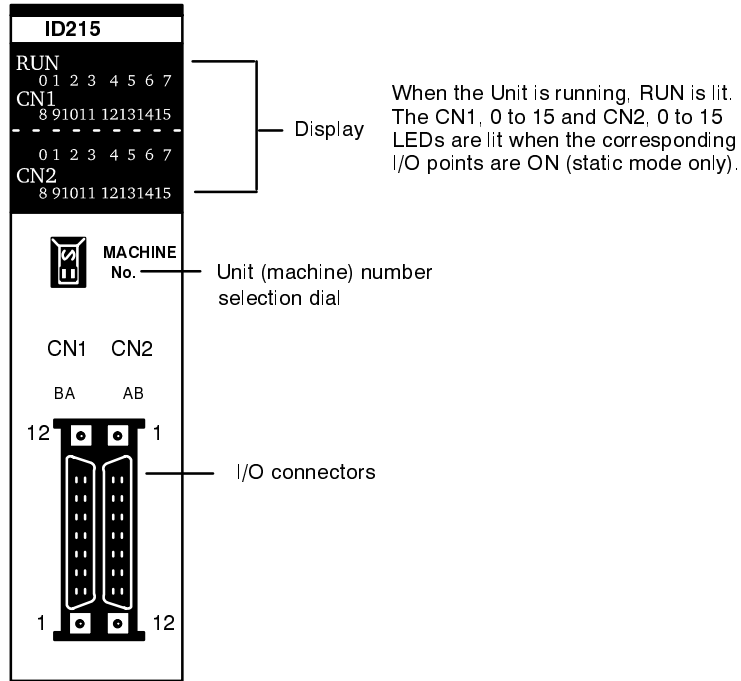 ID215
RUN
0 1 2 3 4 5 6 7
CN1
8 9 10 11 12 13 14 15
0 1 2 3 4 5 6 7
CN2
8 9 10 11 12 13 14 15
Display
When the Unit is running, RUN is lit.
The CN1, 0 to 15 and CN2, 0 to 15
LEDs are lit when the corresponding
I/O points are ON (static mode only).
MACHINE
No.
Unit (machine) number
selection dial
CN1 CN2
BA AB
12 1
I/O connectors
1 12